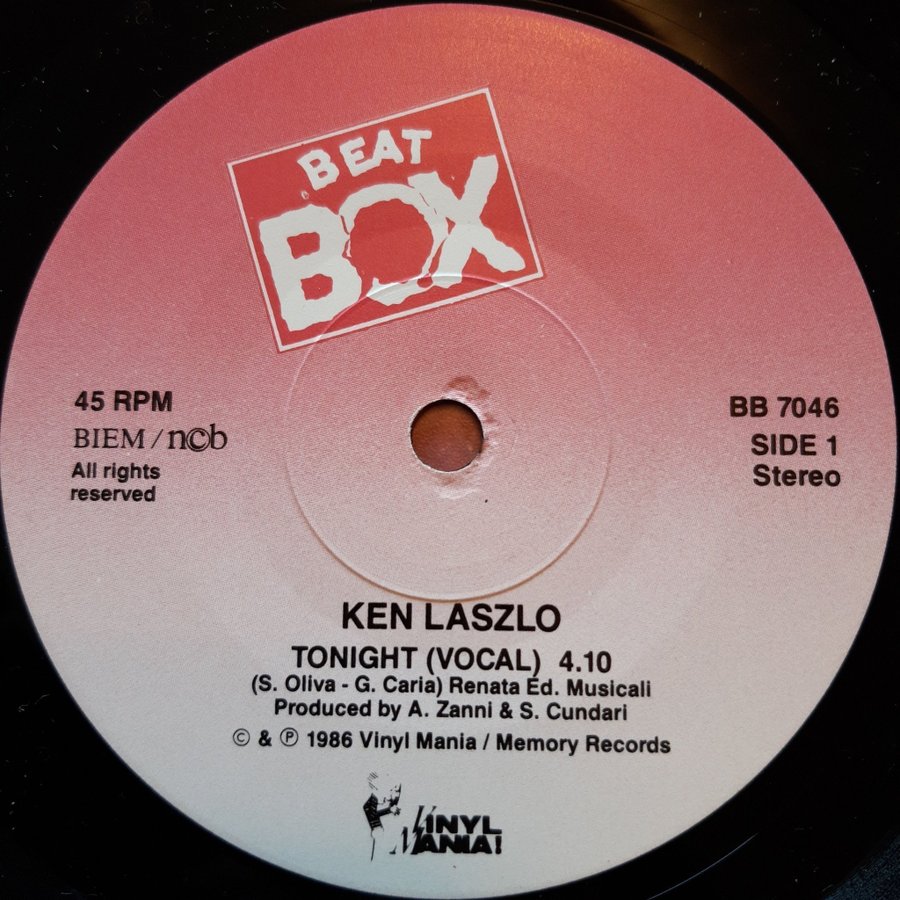 BEAT
BOX
45 RPM
BIEM / ncb
All rights
reserved
BB 7046
SIDE 1
Stereo
KEN LASZLO
TONIGHT (VOCAL) 4.10
(S. Oliva - G. Caria) Renata Ed. Musicali
Produced by A. Zanni & S. Cundari
© & ℗ 1986 Vinyl Mania / Memory Records
VINYL
MANIA!